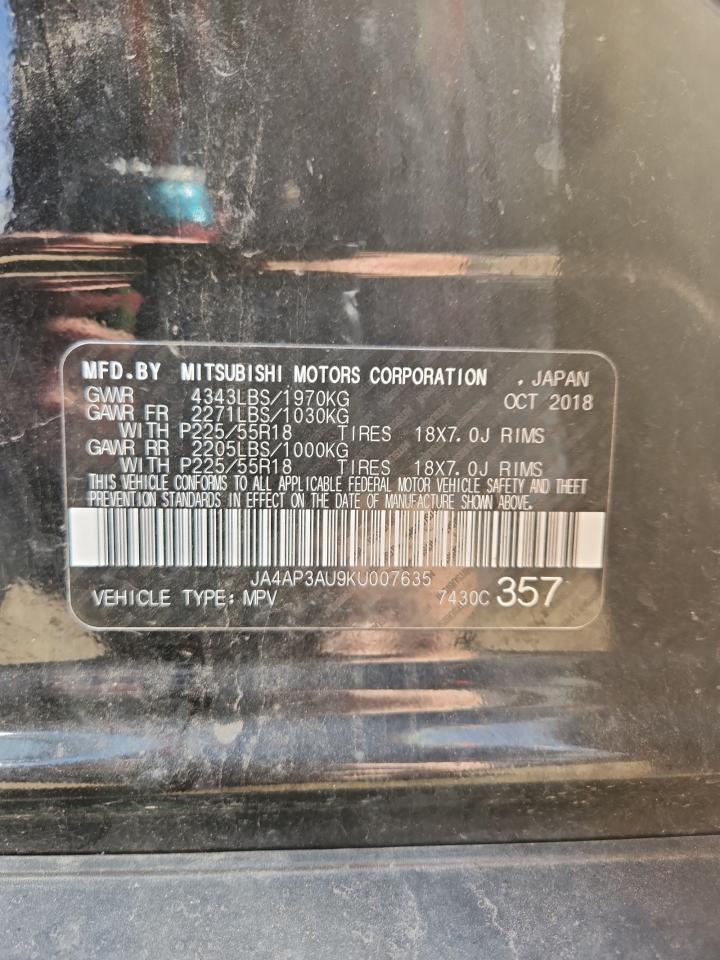 MFD.BY MITSUBISHI MOTORS CORPORATION , JAPAN
GWWR 4343LBS/1970KG OCT 2018
GAWR FR 2271LBS/1030KG
WITH P225/55R18 TIRES 18X7.0J RIMS
GAWR RR 2205LBS/1000KG
WITH P225/55R18 TIRES 18X7.0J RIMS
THIS VEHICLE CONFORMS TO ALL APPLICABLE FEDERAL MOTOR VEHICLE SAFETY AND THEFT
PREVENTION STANDARDS IN EFFECT ON THE DATE OF MANUFACTURE SHOWN ABOVE.
JA4AP3AU9KU007635
VEHICLE TYPE: MPV 7430C 357